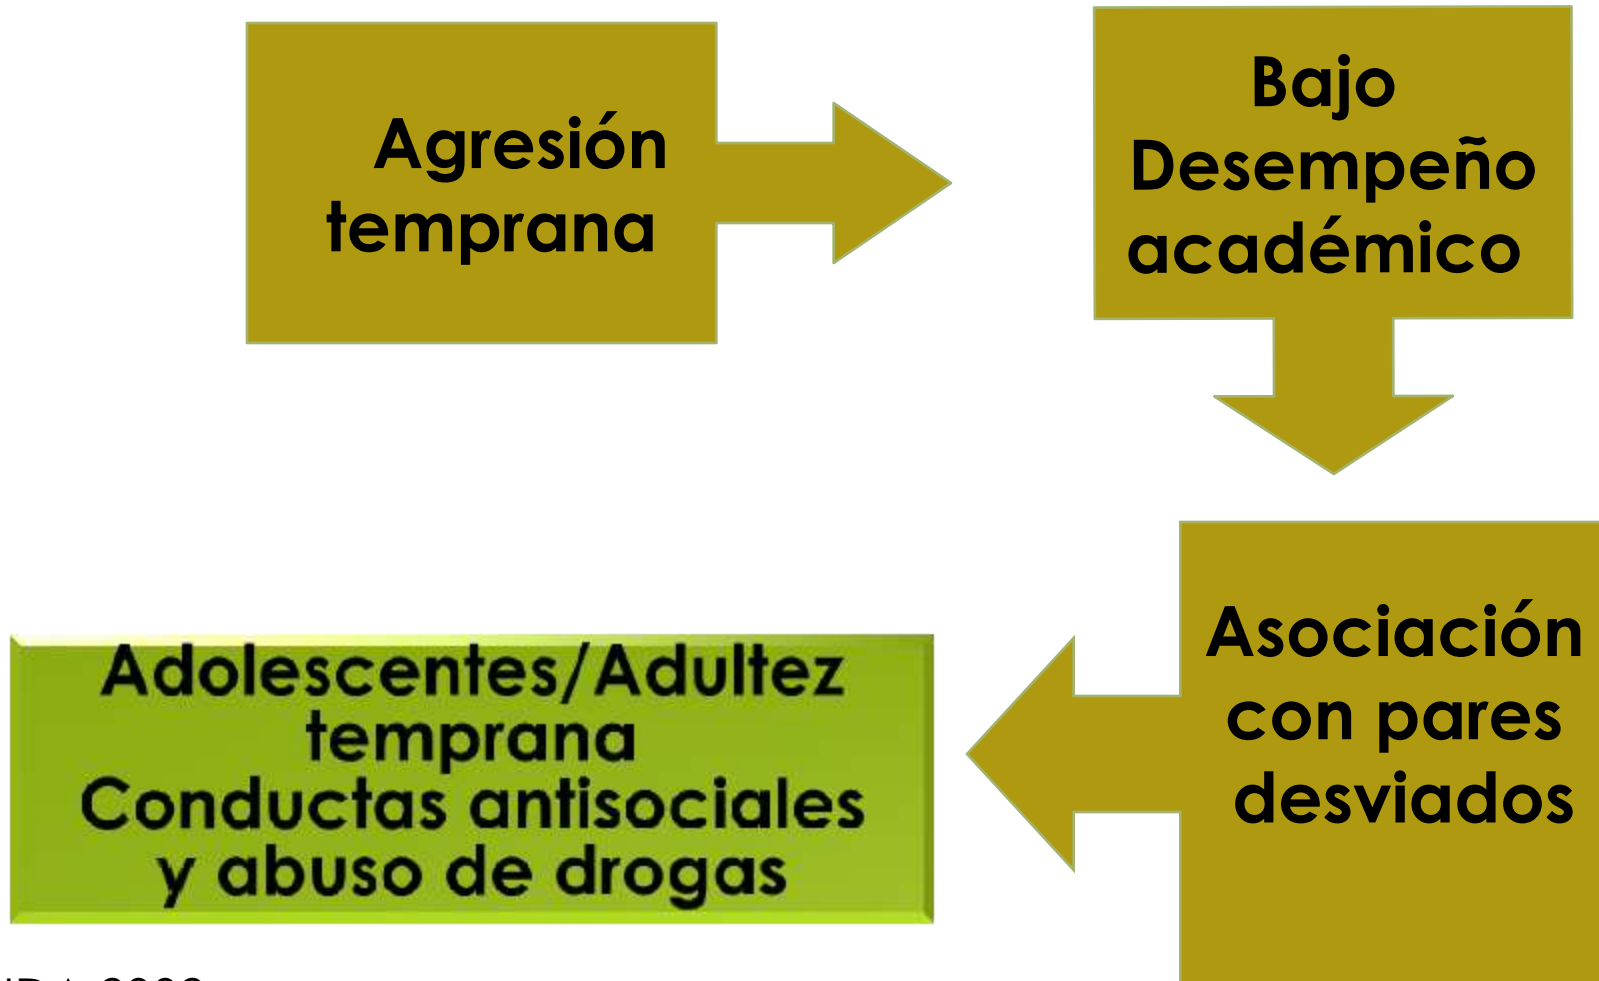 Agresión
temprana
Bajo
Desempeño
académico
Asociación
con pares
desviados
Adolescentes/Adultez
temprana
Conductas antisociales
y abuso de drogas